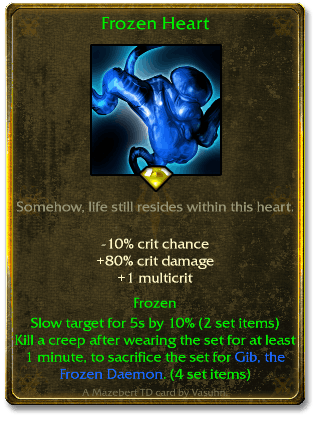 Frozen Heart
Somehow, life still resides within this heart.
-10% crit chance
+80% crit damage
+1 multicrit
Frozen
Slow target for 5s by 10% (2 set items)
Kill a creep after wearing the set for at least
1 minute, to sacrifice the set for Gib, the
Frozen Daemon. (4 set items)
A Mazebert TD card by Vasuhn.